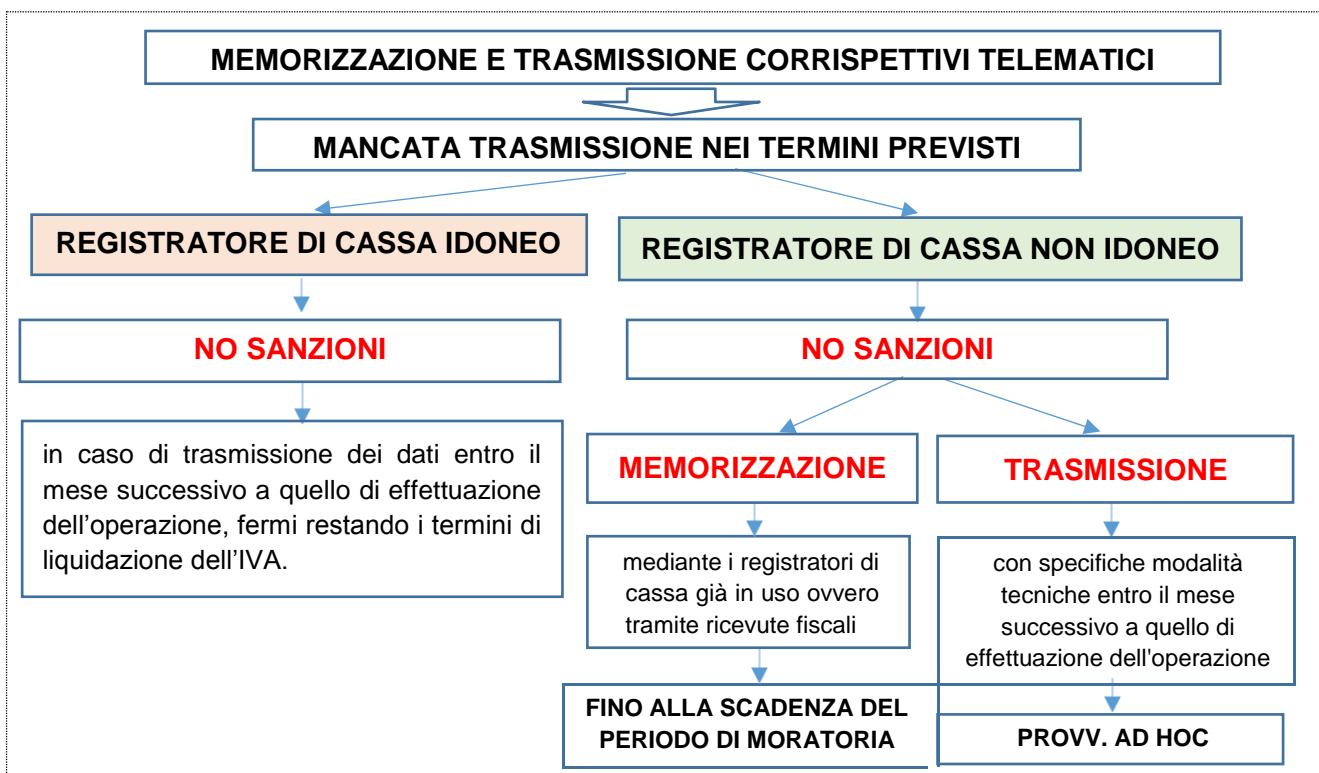 MEMORIZZAZIONE E TRASMISSIONE CORRISPETTIVI TELEMATICI
MANCATA TRASMISSIONE NEI TERMINI PREVISTI
REGISTRATORE DI CASSA IDONEO
REGISTRATORE DI CASSA NON IDONEO
NO SANZIONI
NO SANZIONI
in caso di trasmissione dei dati entro il
mese successivo a quello di effettuazione
dell’operazione, fermi restando i termini di
liquidazione dell’IVA.
MEMORIZZAZIONE
TRASMISSIONE
mediante i registratori di
cassa già in uso ovvero
tramite ricevute fiscali
con specifiche modalità
tecniche entro il mese
successivo a quello di
effettuazione dell'operazione
FINO ALLA SCADENZA DEL
PERIODO DI MORATORIA
PROVV. AD HOC